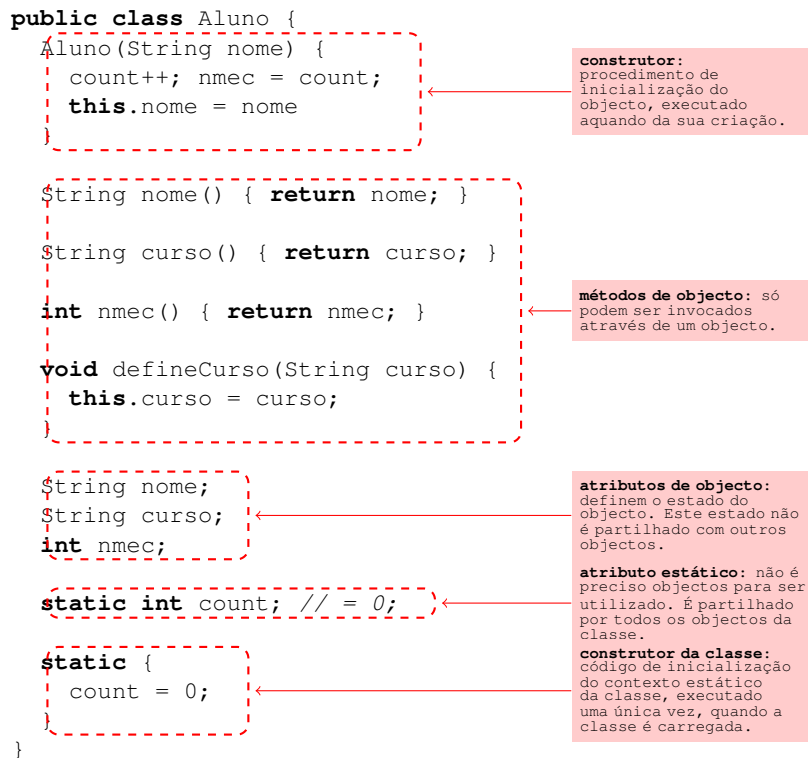 public class Aluno {
Aluno(String nome) {
count++; nmec = count;
this.nome = nome
}
construtor:
procedimento de
inicialização do
objecto, executado
aquando da sua criação.
String nome() { return nome; }
String curso() { return curso; }
int nmec() { return nmec; }
void defineCurso(String curso) {
this.curso = curso;
}
métodos de objecto: só
podem ser invocados
através de um objecto.
String nome;
String curso;
int nmec;
atributos de objecto:
definem o estado do
objecto. Este estado não
é partilhado com outros
objectos.
static int count; // = 0;
atributo estático: não é
preciso objectos para ser
utilizado. É partilhado
por todos os objectos da
classe.
static {
count = 0;
}
construtor da classe:
código de inicialização
do contexto estático
da classe, executado
uma única vez, quando a
classe é carregada.
}